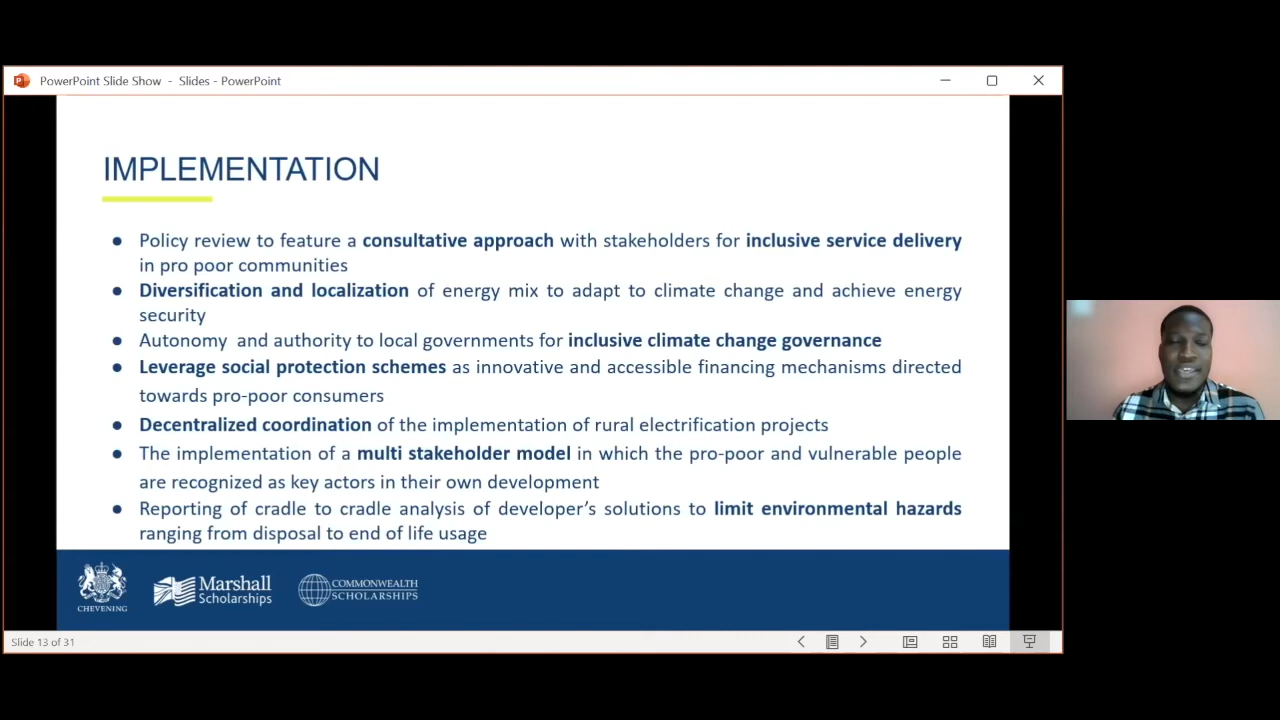 PowerPoint Slide Show - Slides - PowerPoint
IMPLEMENTATION
● Policy review to feature a consultative approach with stakeholders for inclusive service delivery
in pro poor communities
● Diversification and localization of energy mix to adapt to climate change and achieve energy
security
● Autonomy and authority to local governments for inclusive climate change governance
● Leverage social protection schemes as innovative and accessible financing mechanisms directed
towards pro-poor consumers
● Decentralized coordination of the implementation of rural electrification projects
● The implementation of a multi stakeholder model in which the pro-poor and vulnerable people
are recognized as key actors in their own development
● Reporting of cradle to cradle analysis of developer's solutions to limit environmental hazards
ranging from disposal to end of life usage
CHEVENING
Marshall
Scholarships
COMMONWEALTH
SCHOLARSHIPS
Slide 13 of 31